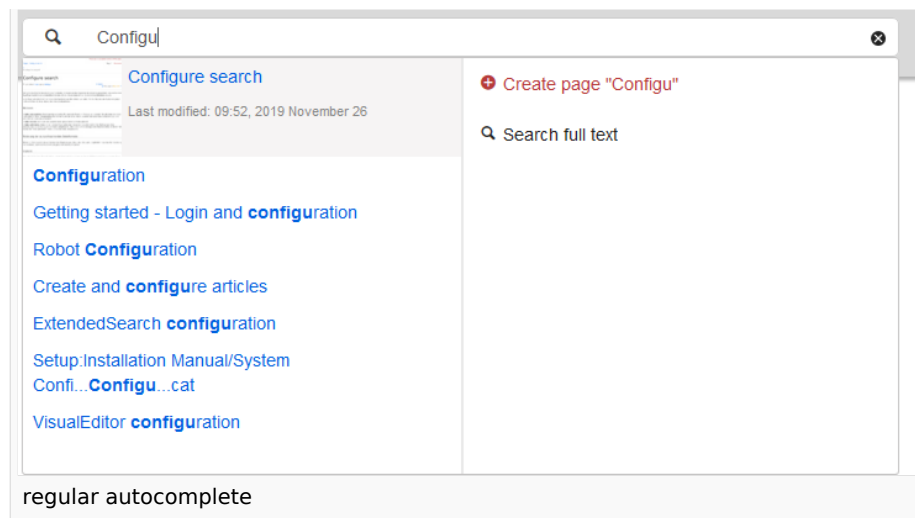 Configu
Configure search
Last modified: 09:52, 2019 November 26
Configuration
Getting started - Login and configuration
Robot Configuration
Create and configure articles
ExtendedSearch configuration
Setup:Installation Manual/System
Confi...Configu...cat
VisualEditor configuration
Create page "Configu"
Search full text
regular autocomplete